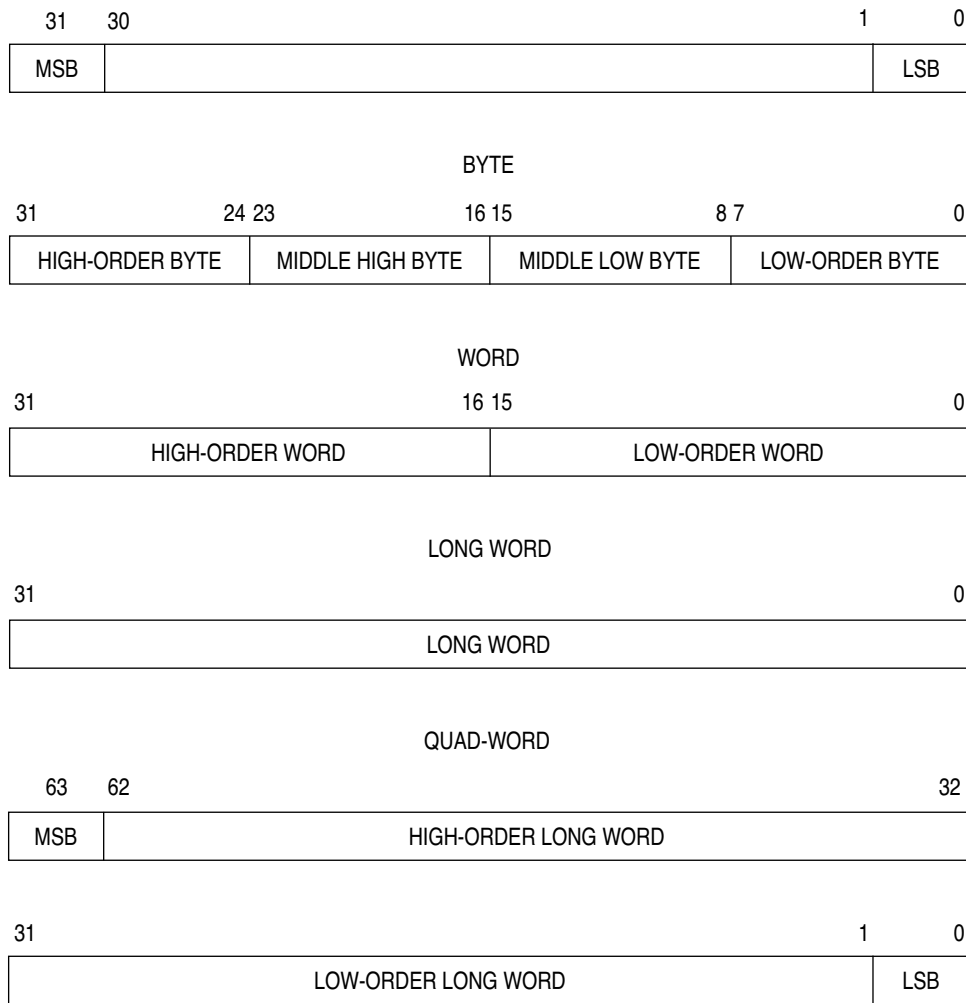 31 30 1 0
MSB LSB
BYTE
31 24 23 16 15 8 7 0
HIGH-ORDER BYTE MIDDLE HIGH BYTE MIDDLE LOW BYTE LOW-ORDER BYTE
WORD
31 16 15 0
HIGH-ORDER WORD LOW-ORDER WORD
LONG WORD
31 0
LONG WORD
QUAD-WORD
63 62 32
MSB HIGH-ORDER LONG WORD
31 1 0
LOW-ORDER LONG WORD LSB